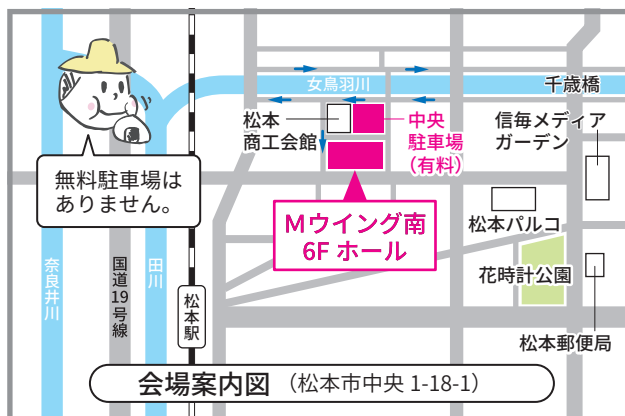 女鳥羽川
千歳橋
松本
商工会館
中央
駐車場
(有料)
信毎メディア
ガーデン
無料駐車場は
ありません。
Mウイング南
6F ホール
松本パルコ
花時計公園
奈良井川
国道19号線
田川
松本駅
松本郵便局
会場案内図 (松本市中央 1-18-1)